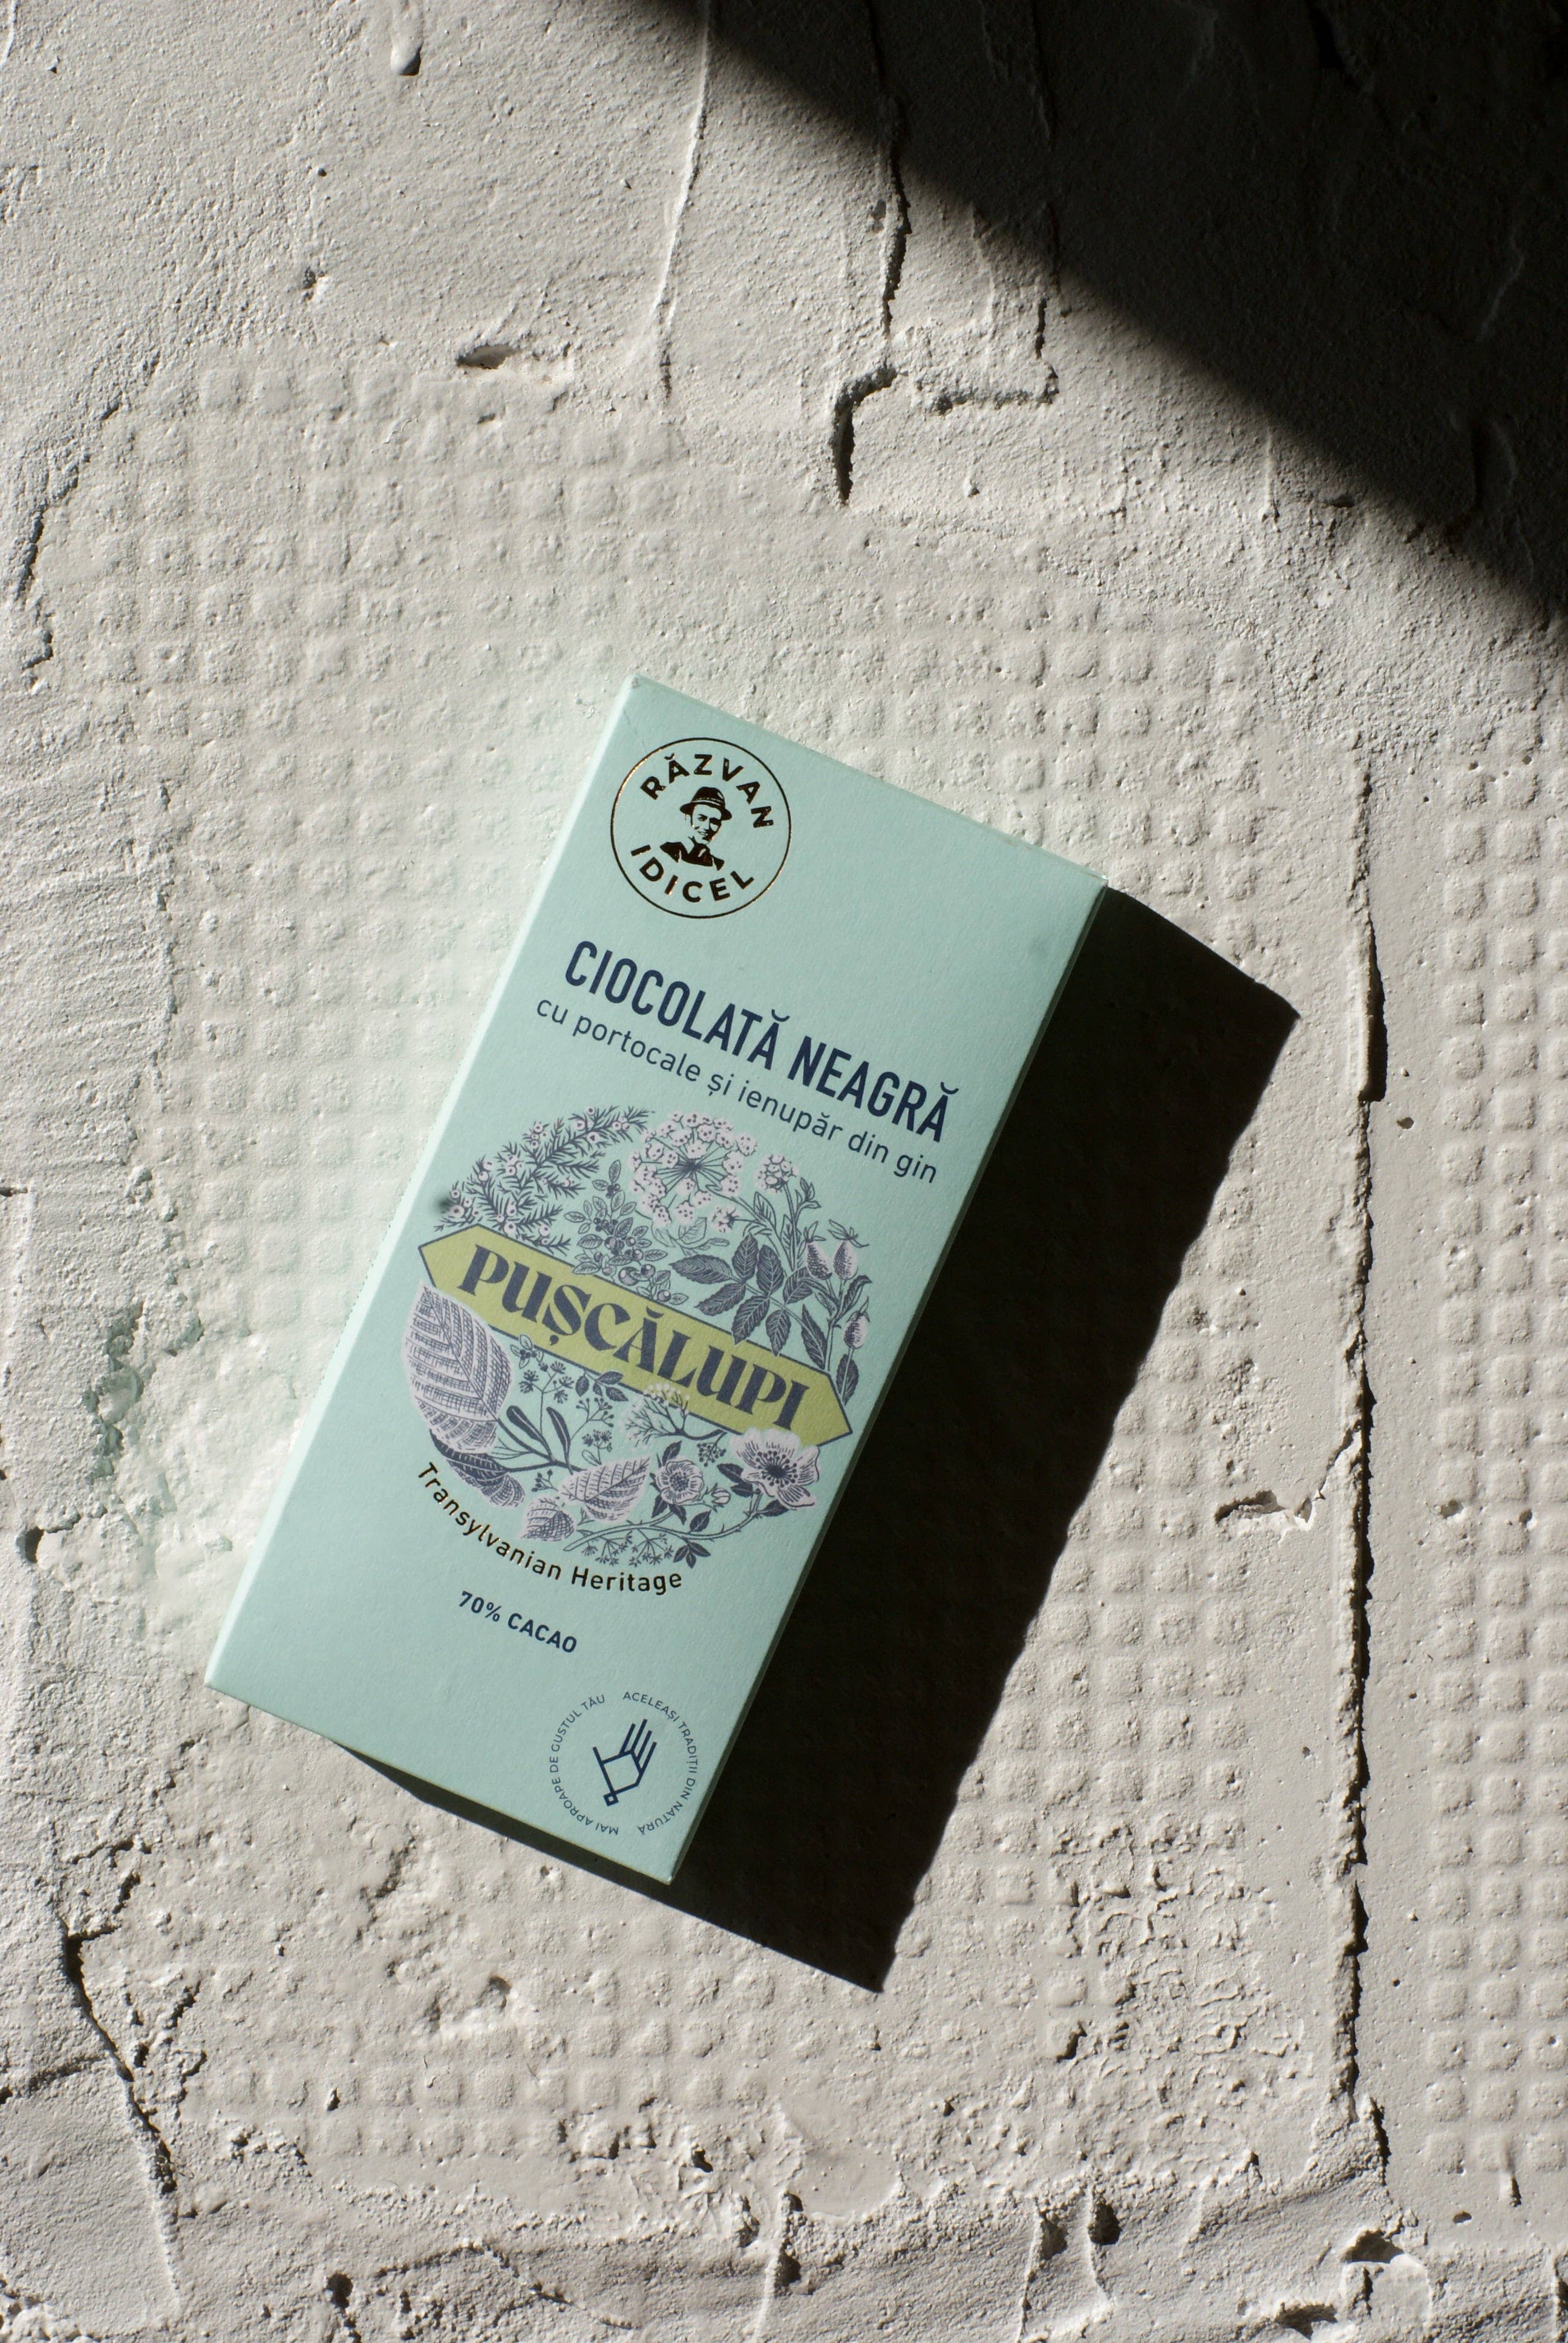 RĂZVAN
IDICEL
CIOCOLATĂ NEAGRĂ
cu portocale și ienupăr din gin
PUȘCĂLUPI
Transylvanian Heritage
70% CACAO
MAI APROAPE DE GUSTUL TĂU
ACELEAȘI TRADIȚII DIN NATURĂ